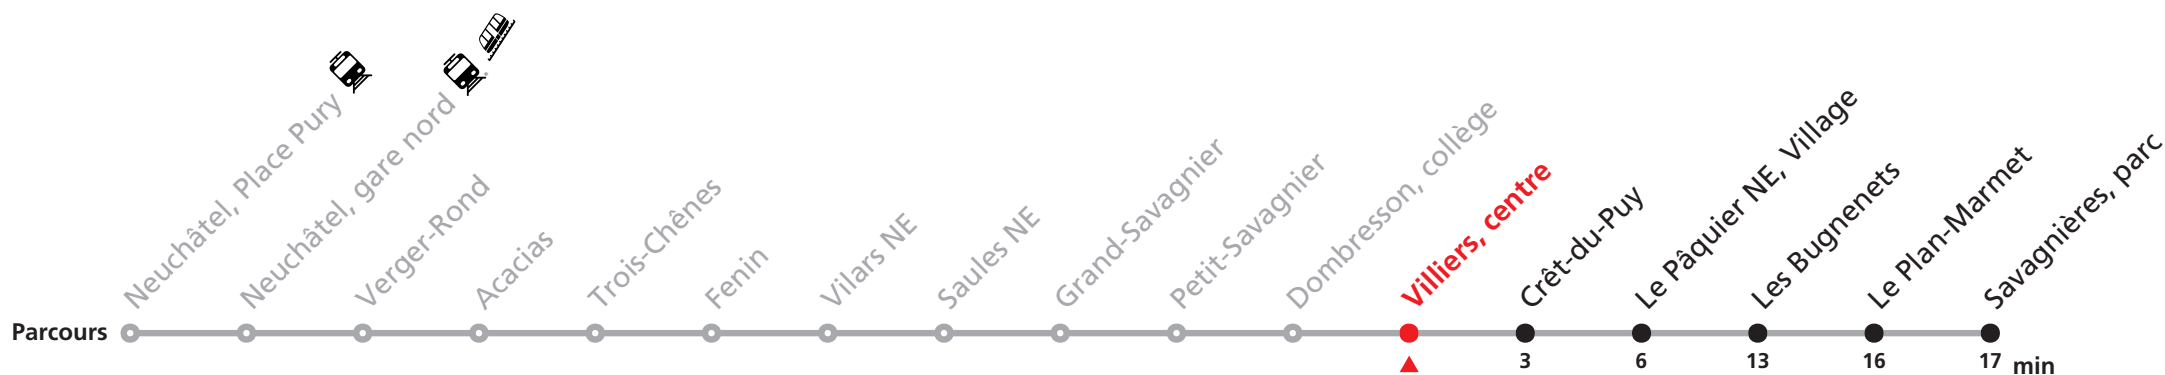 Neuchâtel, Place Pury
Neuchâtel, gare nord
Verger-Rond
Acacias
Trois-Chênes
Fenin
Vilars NE
Saules NE
Grand-Savagnier
Petit-Savagnier
Dombresson, collège
Villiers, centre
Crêt-du-Puy
Le Pâquier NE, Village
Les Bugnenets
Le Plan-Marmet
Savagnières, parc
Parcours
3 6 13 16 17 min